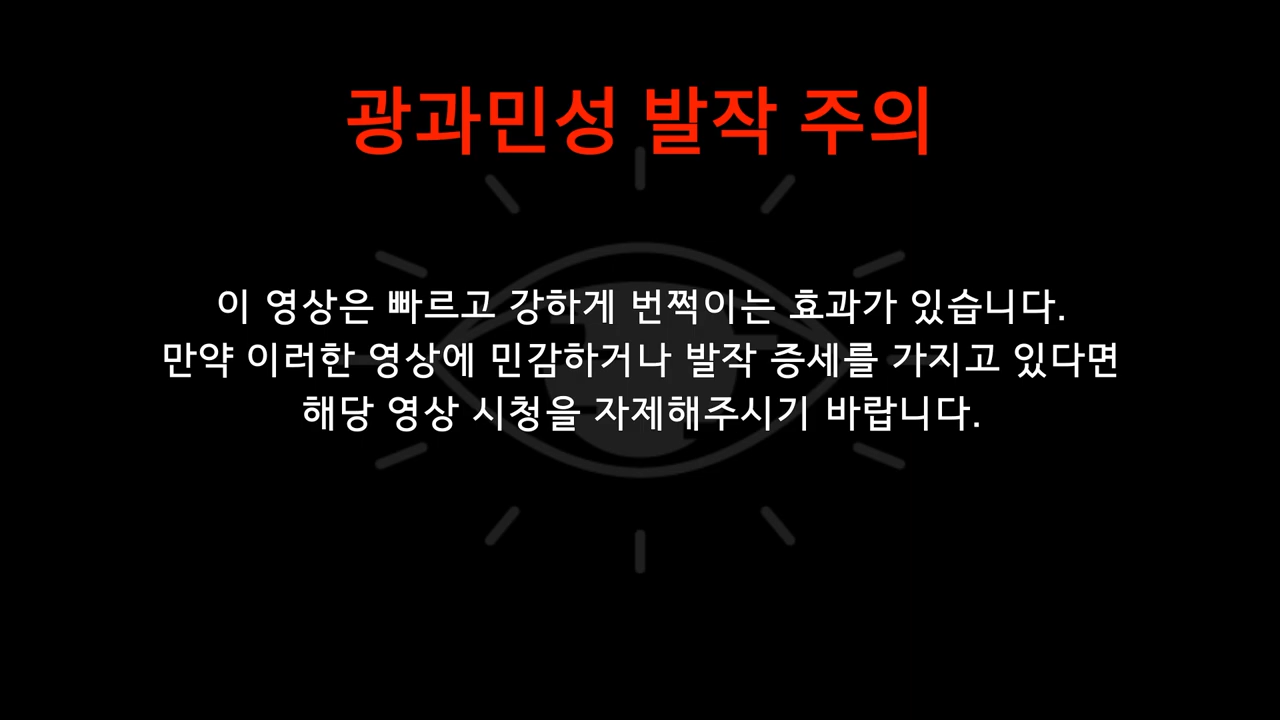 광과민성 발작 주의
이 영상은 빠르고 강하게 번쩍이는 효과가 있습니다.
만약 이러한 영상에 민감하거나 발작 증세를 가지고 있다면
해당 영상 시청을 자제해주시기 바랍니다.